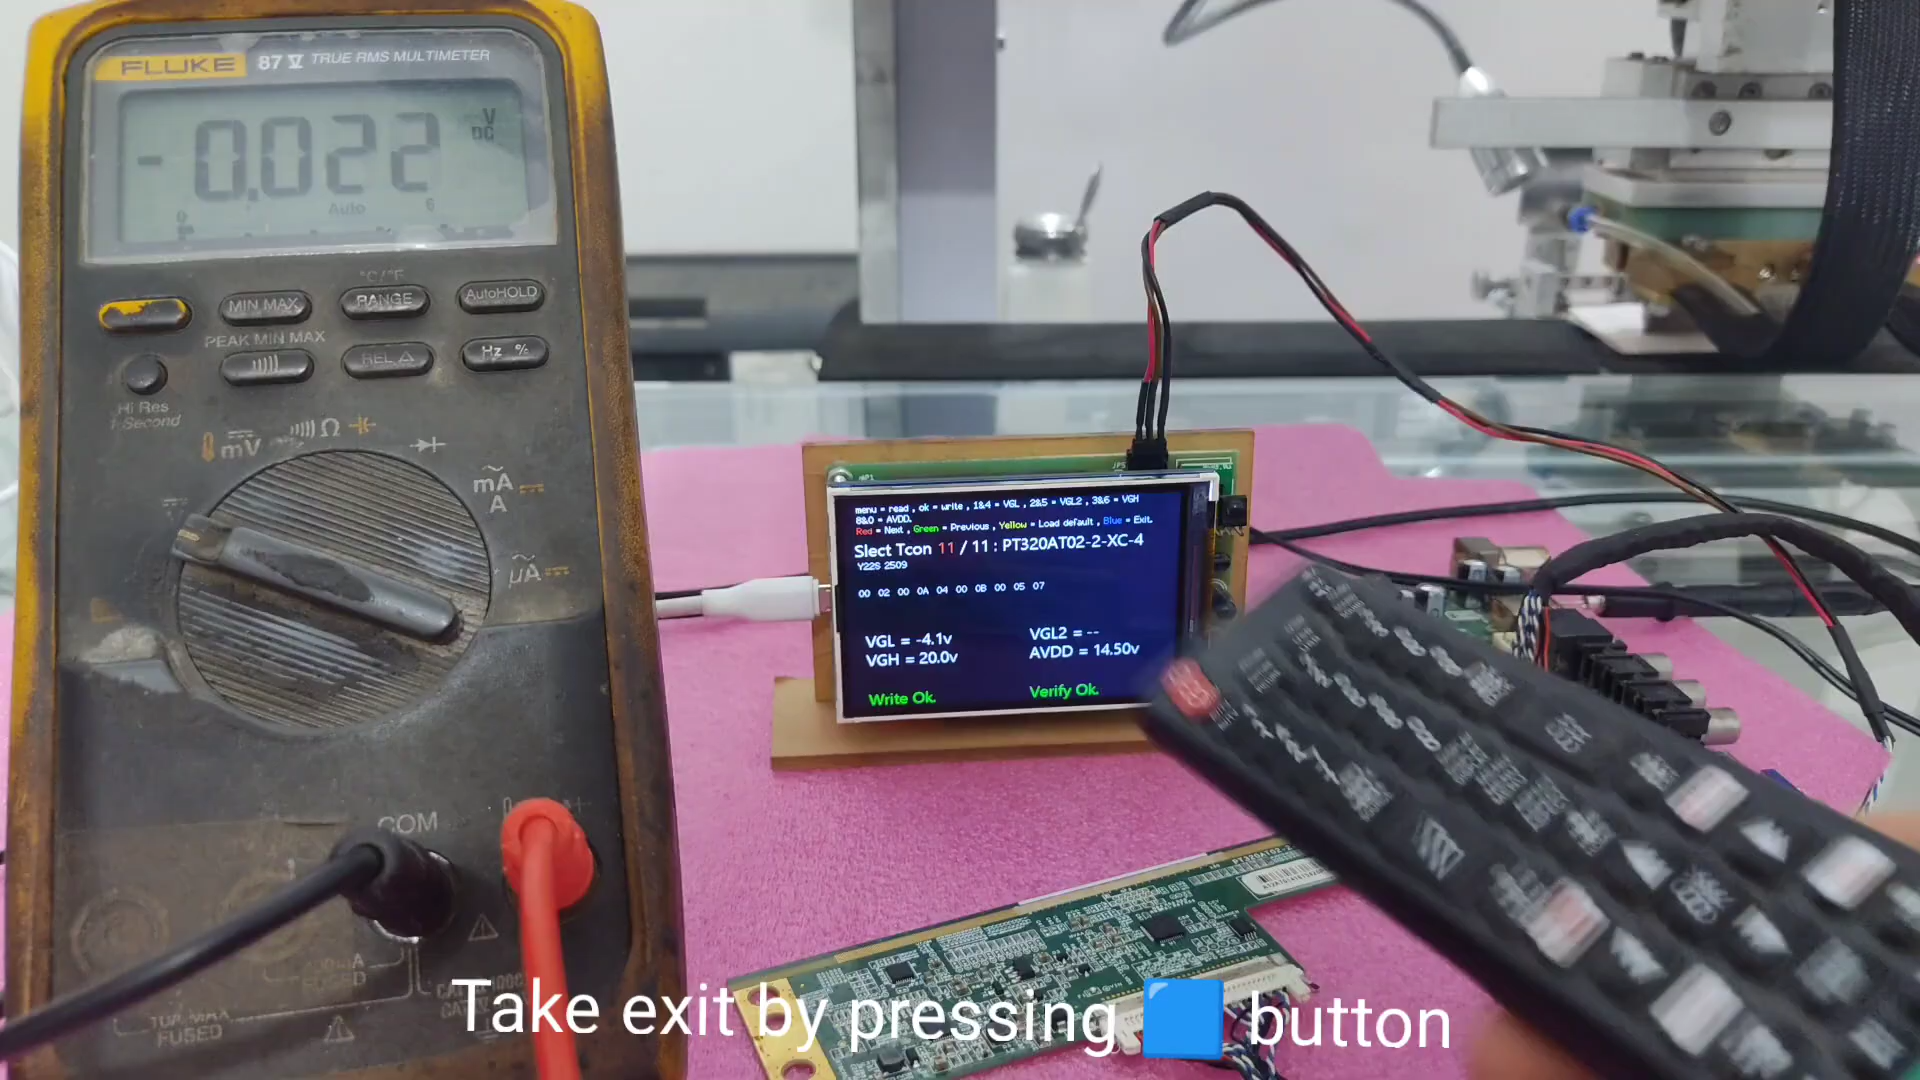 FLUKE 87 V TRUE RMS MULTIMETER
-0.022 V DC
Auto 6
°C/°F
MIN MAX RANGE AutoHOLD
PEAK MIN MAX
REL △ Hz %
Hi Res
1 Second
mV Ω
mA
A
µA
COM
FUSED
FUSED
JP5
menu = read , ok = write , 1&4 = VGL , 2&5 = VGL2 , 3&6 = VGH
8&0 = AVDD.
Red = Next , Green = Previous , Yellow = Load default , Blue = Exit.
Slect Tcon 11 / 11 : PT320AT02-2-XC-4
Y22S 2509
00 02 00 0A 04 00 0B 00 05 07
VGL = -4.1v VGL2 = --
VGH = 20.0v AVDD = 14.50v
Write Ok. Verify Ok.
Take exit by pressing 🟦 button